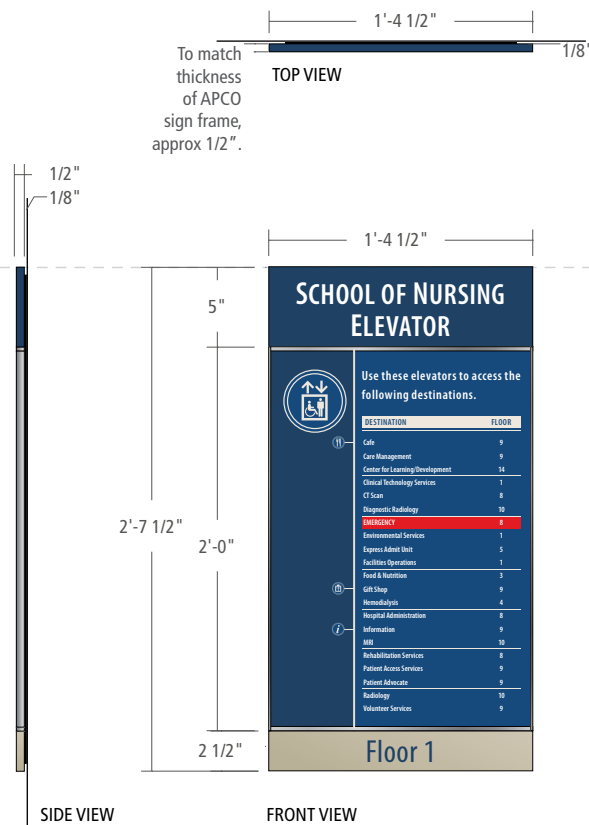 1'-4 1/2"
1/8"
To match
thickness
of APCO
sign frame,
approx 1/2".
TOP VIEW
1/2"
1/8"
1'-4 1/2"
5"
2'-7 1/2"
2'-0"
2 1/2"
SCHOOL OF NURSING
ELEVATOR
Use these elevators to access the
following destinations.
DESTINATION FLOOR
Cafe 9
Care Management 9
Center for Learning/Development 14
Clinical Technology Services 1
CT Scan 8
Diagnostic Radiology 10
EMERGENCY 8
Environmental Services 1
Express Admit Unit 5
Facilities Operations 1
Food & Nutrition 3
Gift Shop 9
Hemodialysis 4
Hospital Administration 8
i Information 9
MRI 10
Rehabilitation Services 8
Patient Access Services 9
Patient Advocate 9
Radiology 10
Volunteer Services 9
Floor 1
SIDE VIEW
FRONT VIEW